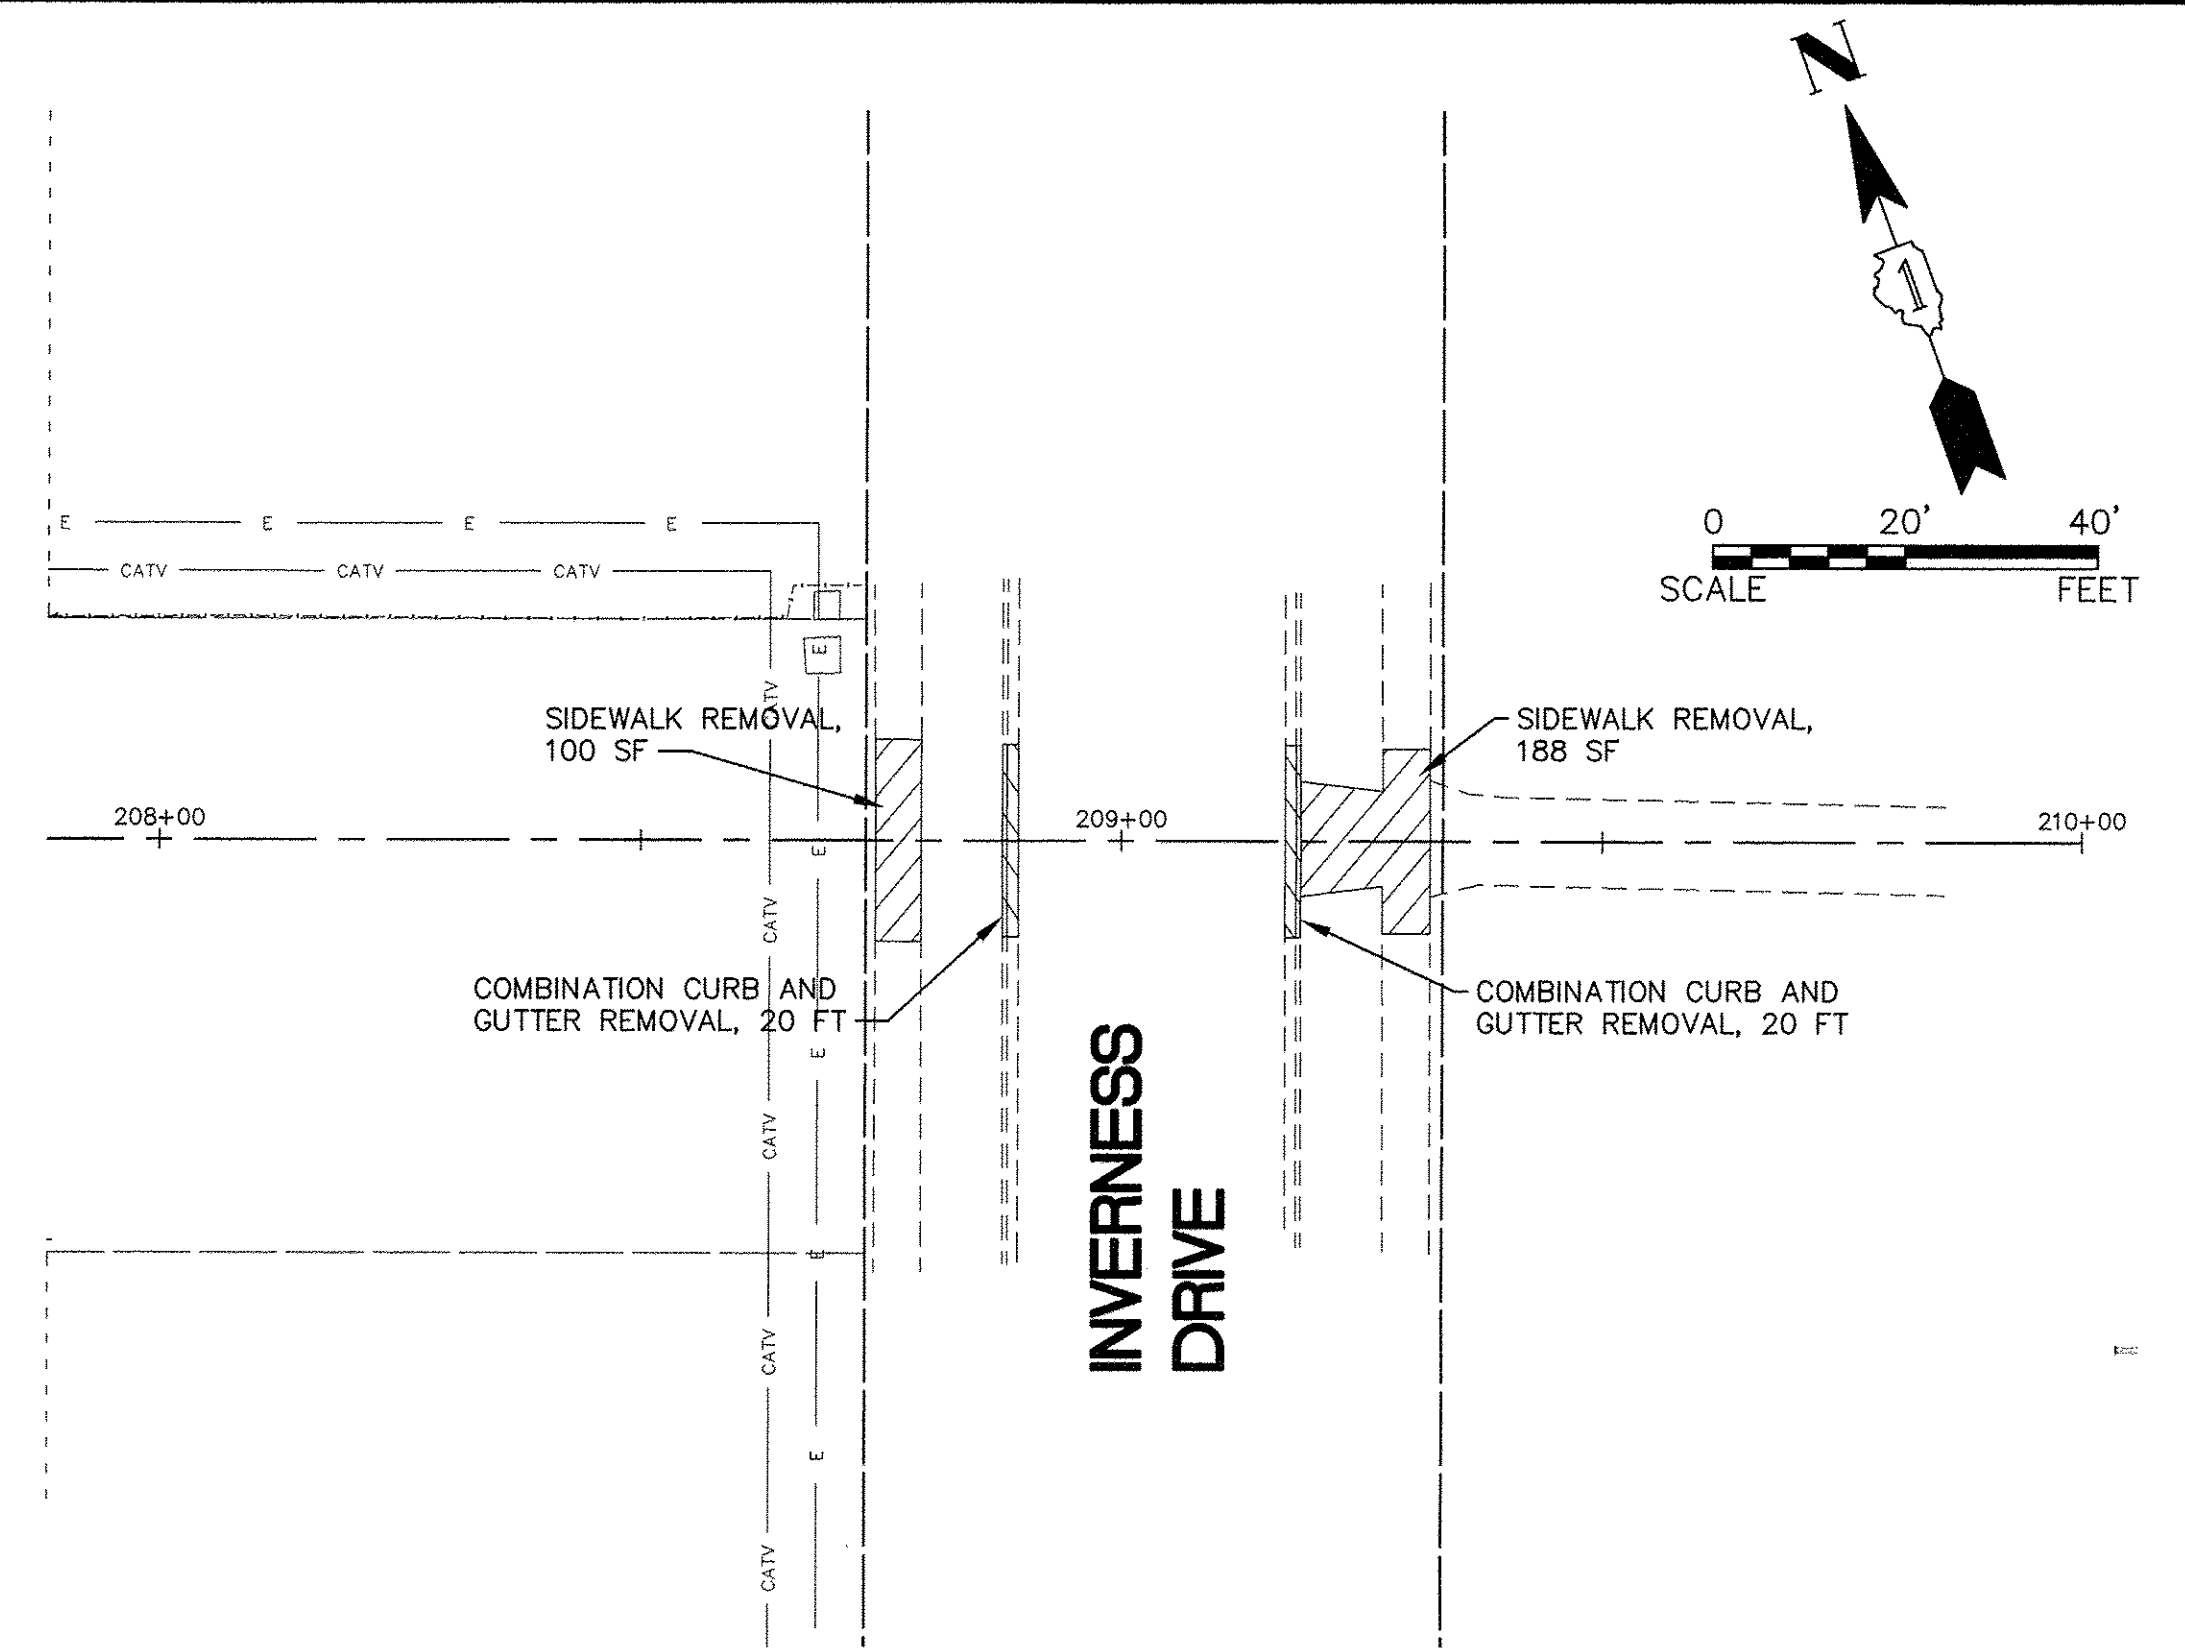 N
0 20' 40'
SCALE FEET
E E E E
CATV CATV CATV
E
CATV
SIDEWALK REMOVAL,
100 SF
SIDEWALK REMOVAL,
188 SF
208+00
209+00
210+00
E
CATV
COMBINATION CURB AND
GUTTER REMOVAL, 20 FT
COMBINATION CURB AND
GUTTER REMOVAL, 20 FT
E
CATV
INVERNESS
DRIVE
E
CATV
E
CATV